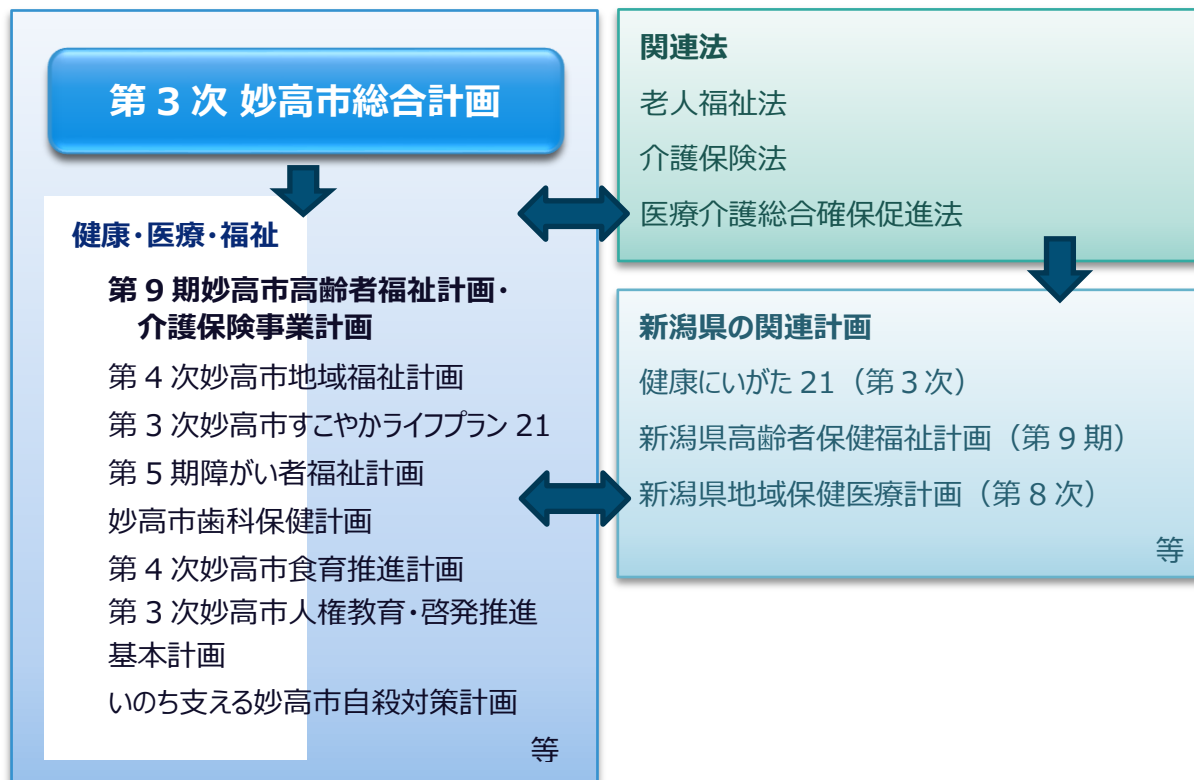 第 3 次 妙高市総合計画
健康・医療・福祉
第 9 期妙高市高齢者福祉計画・
介護保険事業計画
第 4 次妙高市地域福祉計画
第 3 次妙高市すこやかライフプラン 21
第 5 期障がい者福祉計画
妙高市歯科保健計画
第 4 次妙高市食育推進計画
第 3 次妙高市人権教育・啓発推進
基本計画
いのち支える妙高市自殺対策計画
等
関連法
老人福祉法
介護保険法
医療介護総合確保促進法
新潟県の関連計画
健康にいがた 21（第 3 次）
新潟県高齢者保健福祉計画（第 9 期）
新潟県地域保健医療計画（第 8 次）
等